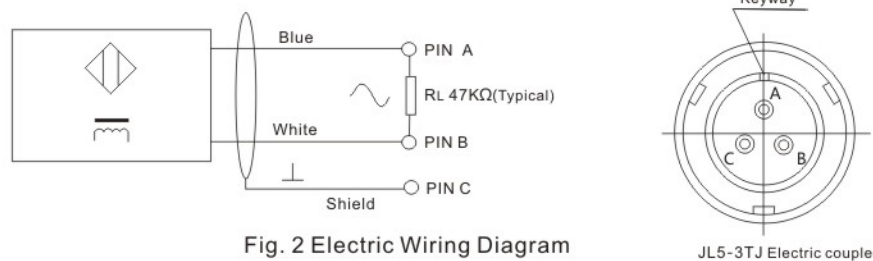 Keyway
Blue
PIN A
RL 47KΩ(Typical)
White
PIN B
PIN C
Shield
A
C
B
Fig. 2 Electric Wiring Diagram
JL5-3TJ Electric couple